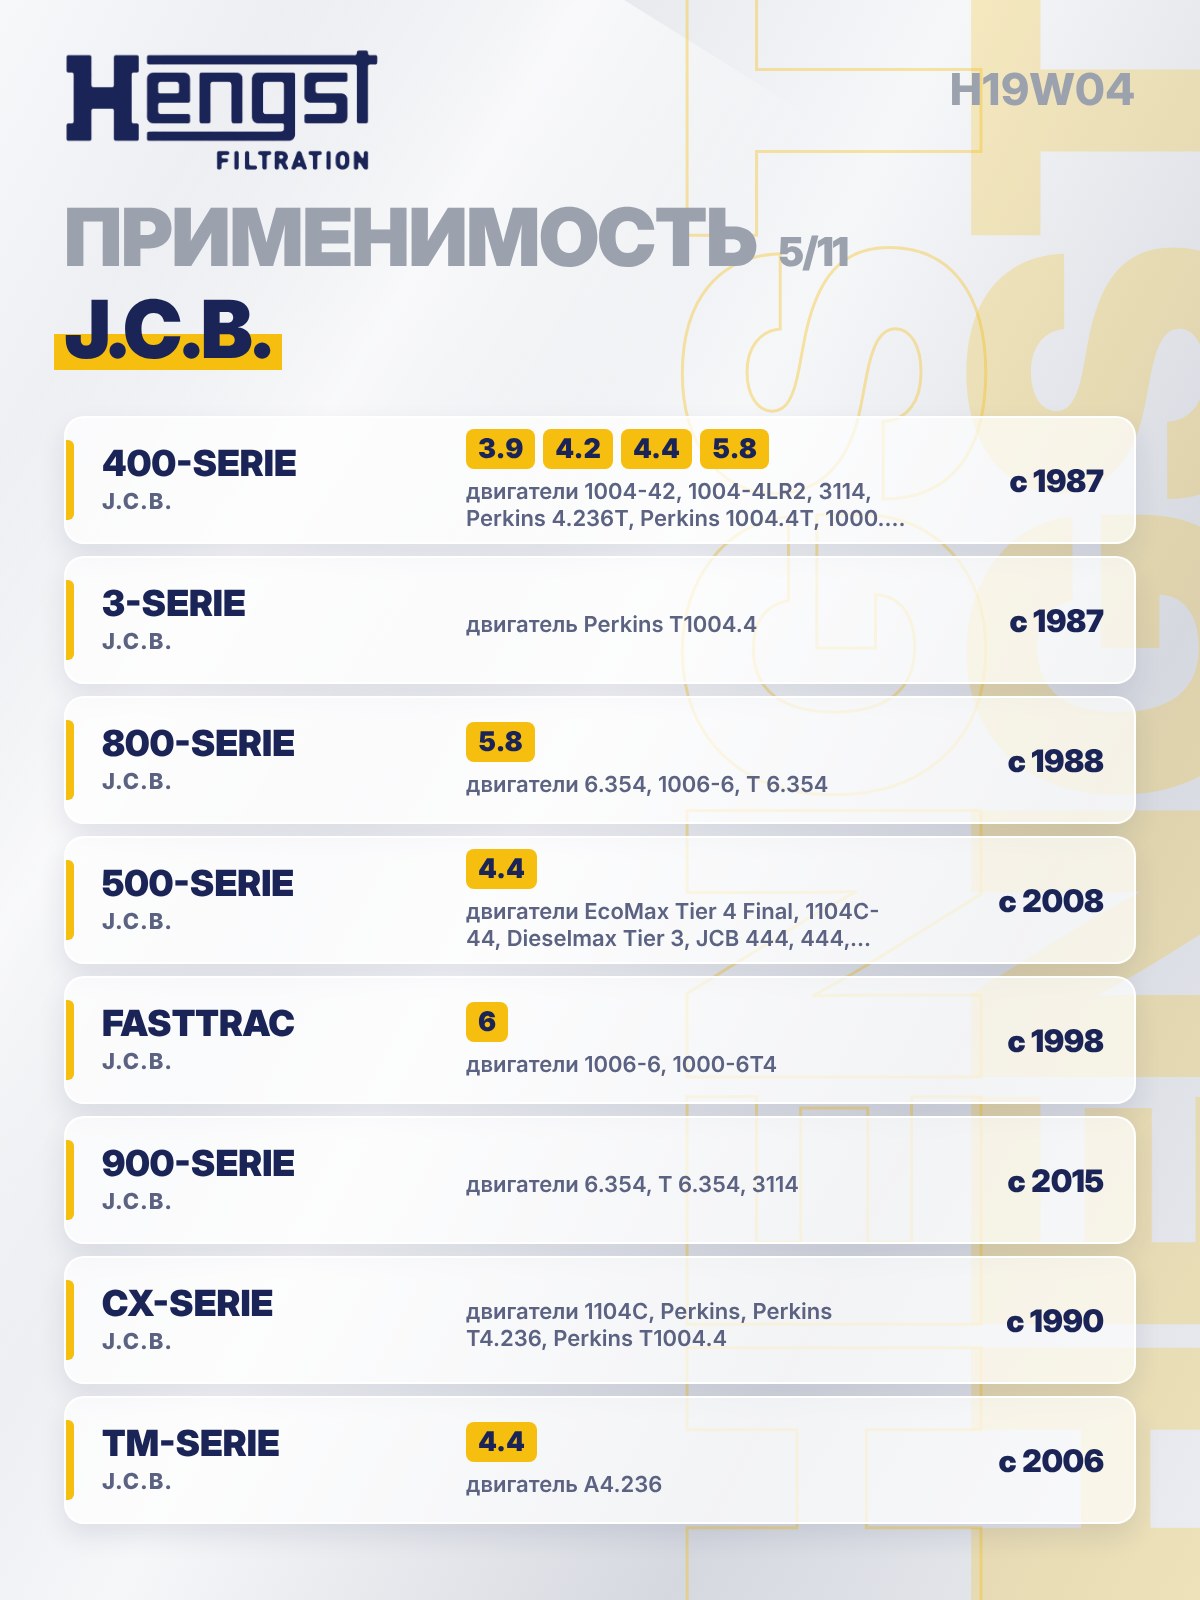 Hengst
FILTRATION
H19W04
ПРИМЕНИМОСТЬ 5/11
J.C.B.
400-SERIE
J.C.B.
3.9 4.2 4.4 5.8
двигатели 1004-42, 1004-4LR2, 3114,
Perkins 4.236T, Perkins 1004.4T, 1000....
с 1987
3-SERIE
J.C.B.
двигатель Perkins T1004.4
с 1987
800-SERIE
J.C.B.
5.8
двигатели 6.354, 1006-6, T 6.354
с 1988
500-SERIE
J.C.B.
4.4
двигатели EcoMax Tier 4 Final, 1104C-
44, Dieselmax Tier 3, JCB 444, 444,...
с 2008
FASTTRAC
J.C.B.
6
двигатели 1006-6, 1000-6T4
с 1998
900-SERIE
J.C.B.
двигатели 6.354, T 6.354, 3114
с 2015
CX-SERIE
J.C.B.
двигатели 1104C, Perkins, Perkins
T4.236, Perkins T1004.4
с 1990
TM-SERIE
J.C.B.
4.4
двигатель A4.236
с 2006
HENGST
HENGST